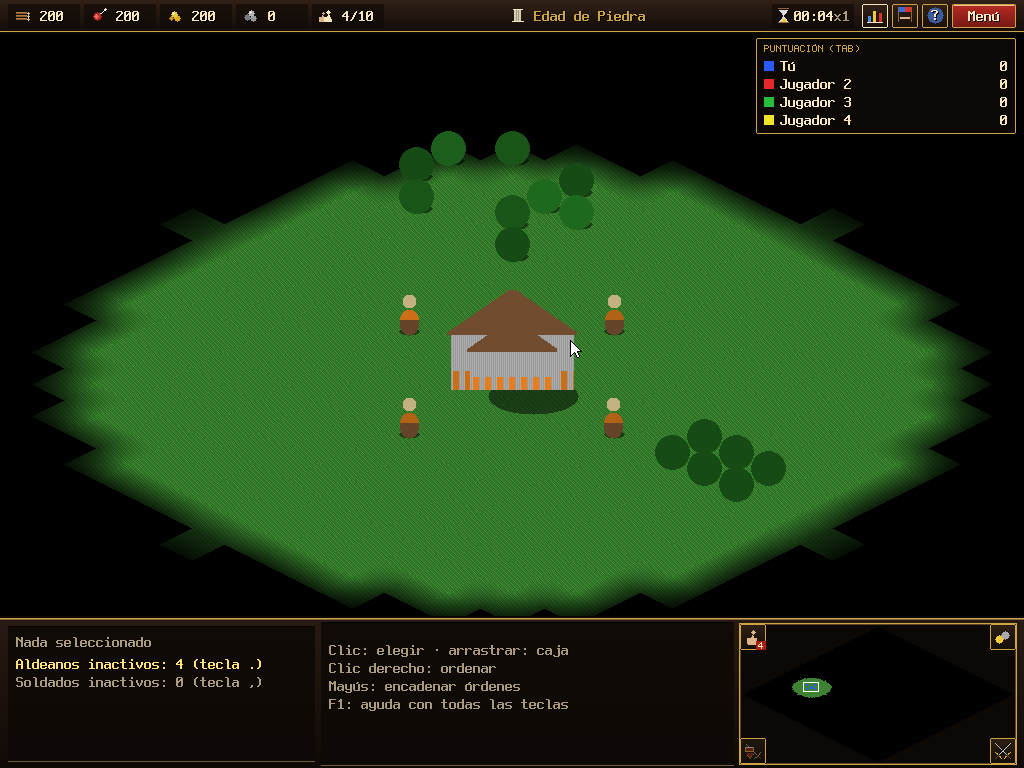 200
200
200
0
4/10
Edad de Piedra
00:04x1
Menú
PUNTUACIÓN (TAB)
Tú 0
Jugador 2 0
Jugador 3 0
Jugador 4 0
Nada seleccionado
Aldeanos inactivos: 4 (tecla .)
Soldados inactivos: 0 (tecla ,)
Clic: elegir · arrastrar: caja
Clic derecho: ordenar
Mayús: encadenar órdenes
F1: ayuda con todas las teclas
4